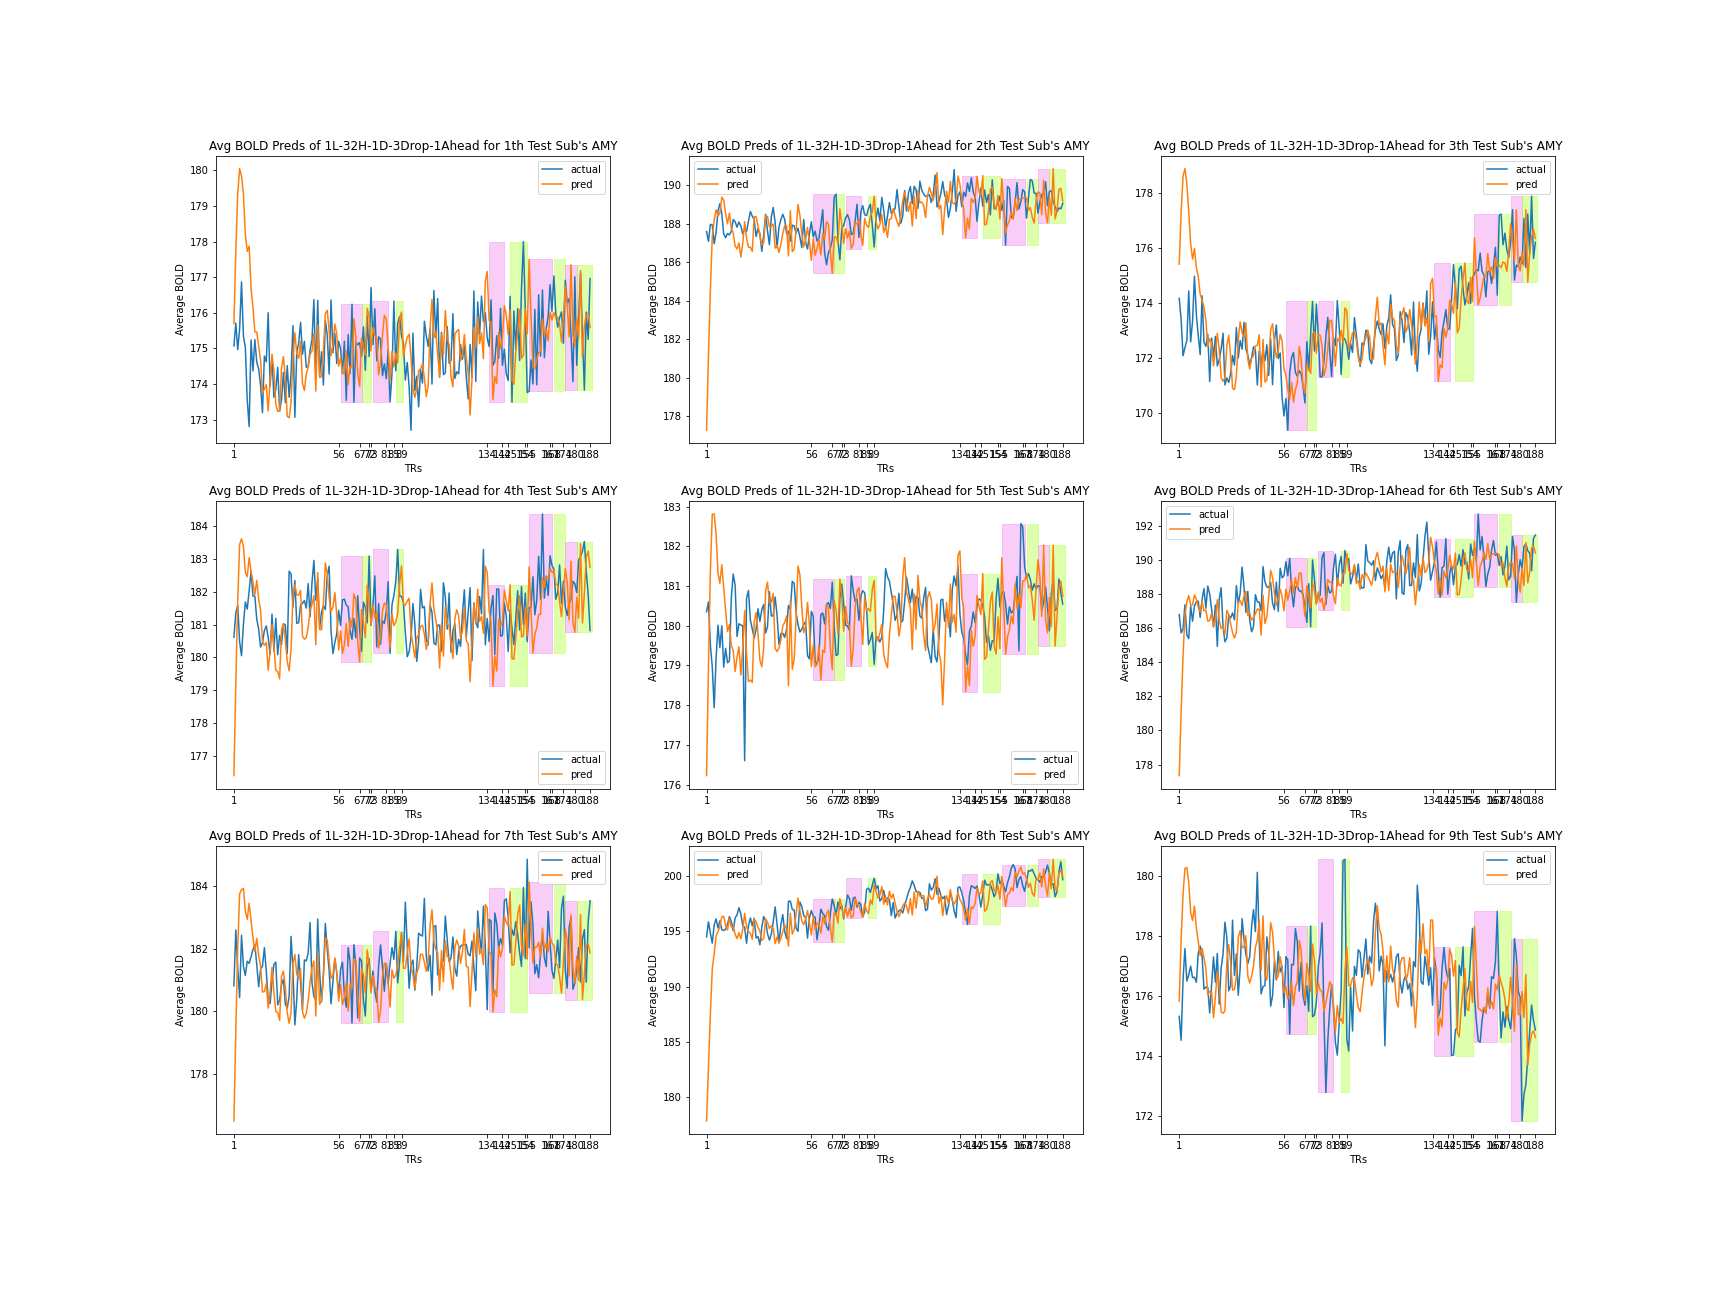 Avg BOLD Preds of 1L-32H-1D-3Drop-1Ahead for 1th Test Sub's AMY
180
179
178
177
176
175
174
173
Average BOLD
actual
pred
1 56 89 188
TRs
Avg BOLD Preds of 1L-32H-1D-3Drop-1Ahead for 2th Test Sub's AMY
190
188
186
184
182
180
178
Average BOLD
actual
pred
1 56 89 188
TRs
Avg BOLD Preds of 1L-32H-1D-3Drop-1Ahead for 3th Test Sub's AMY
178
176
174
172
170
Average BOLD
actual
pred
1 56 89 188
TRs
Avg BOLD Preds of 1L-32H-1D-3Drop-1Ahead for 4th Test Sub's AMY
184
183
182
181
180
179
178
177
Average BOLD
actual
pred
1 56 89 188
TRs
Avg BOLD Preds of 1L-32H-1D-3Drop-1Ahead for 5th Test Sub's AMY
183
182
181
180
179
178
177
176
Average BOLD
actual
pred
1 56 89 188
TRs
Avg BOLD Preds of 1L-32H-1D-3Drop-1Ahead for 6th Test Sub's AMY
192
190
188
186
184
182
180
178
Average BOLD
actual
pred
1 56 89 188
TRs
Avg BOLD Preds of 1L-32H-1D-3Drop-1Ahead for 7th Test Sub's AMY
184
182
180
178
Average BOLD
actual
pred
1 56 89 188
TRs
Avg BOLD Preds of 1L-32H-1D-3Drop-1Ahead for 8th Test Sub's AMY
200
195
190
185
180
Average BOLD
actual
pred
1 56 89 188
TRs
Avg BOLD Preds of 1L-32H-1D-3Drop-1Ahead for 9th Test Sub's AMY
180
178
176
174
172
Average BOLD
actual
pred
1 56 89 188
TRs